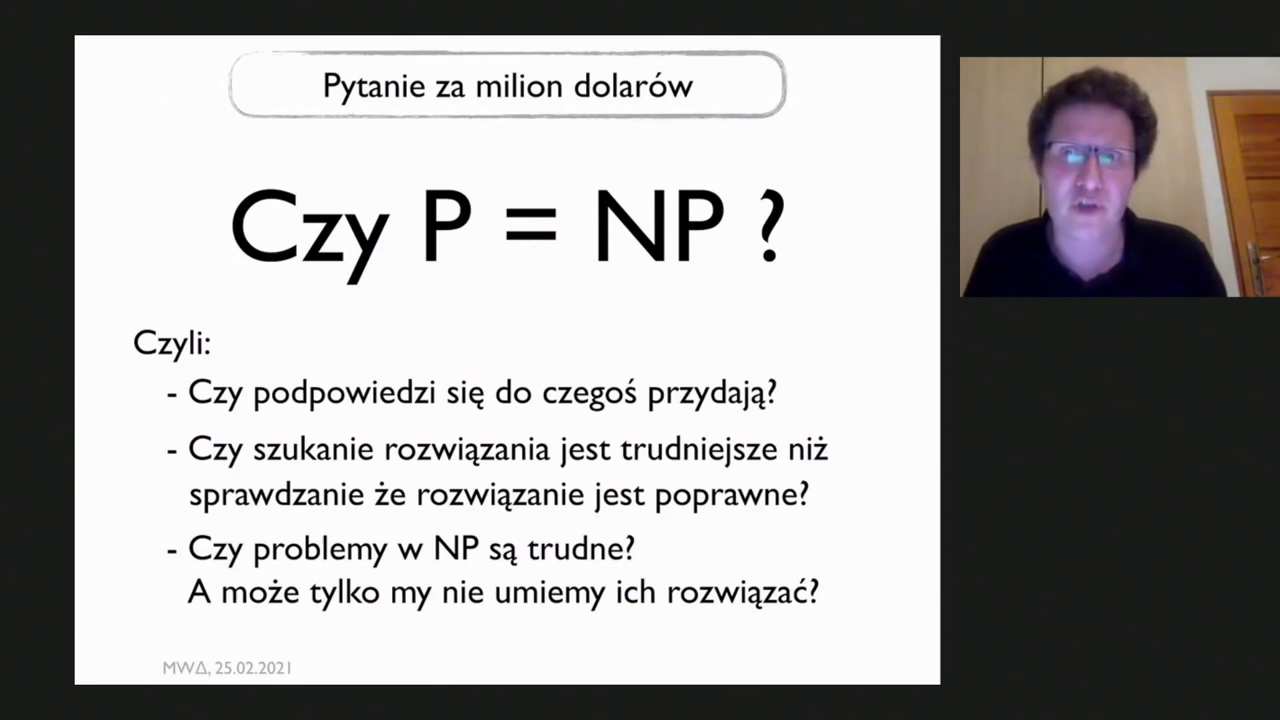 Pytanie za milion dolarów
Czy P = NP ?
Czyli:
- Czy podpowiedzi się do czegoś przydają?
- Czy szukanie rozwiązania jest trudniejsze niż
sprawdzanie że rozwiązanie jest poprawne?
- Czy problemy w NP są trudne?
A może tylko my nie umiemy ich rozwiązać?
MWΔ, 25.02.2021